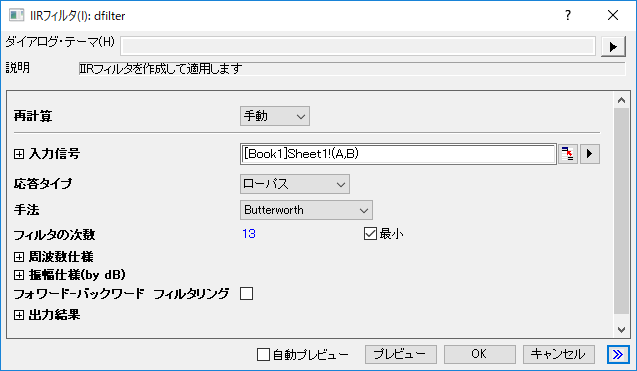 IIRフィルタ(I): dfilter
ダイアログ・テーマ(H)
説明 IIRフィルタを作成して適用します
再計算 手動
入力信号 [Book1]Sheet1!(A,B)
応答タイプ ローパス
手法 Butterworth
フィルタの次数 13 最小
周波数仕様
振幅仕様(by dB)
フォワード-バックワード フィルタリング
出力結果
自動プレビュー プレビュー OK キャンセル